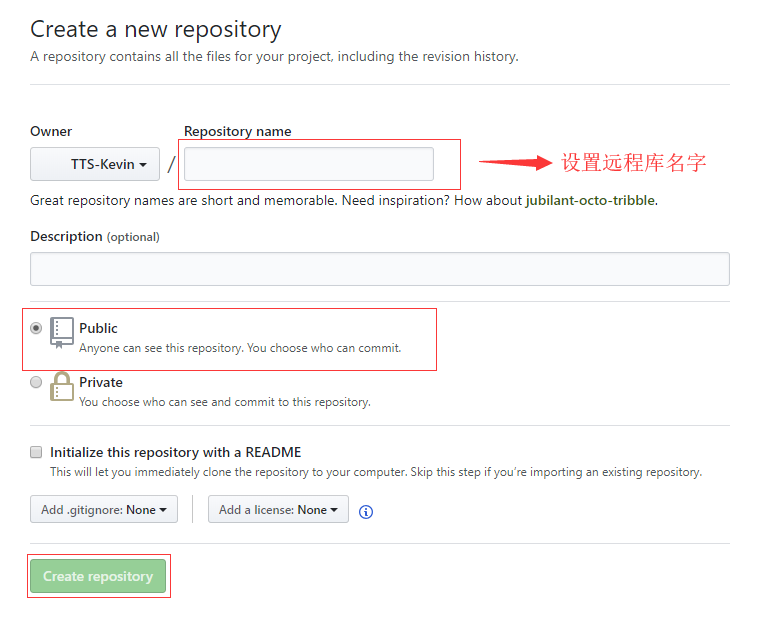 Create a new repository
A repository contains all the files for your project, including the revision history.
Owner
Repository name
TTS-Kevin
/
设置远程库名字
Great repository names are short and memorable. Need inspiration? How about jubilant-octo-tribble.
Description (optional)
Public
Anyone can see this repository. You choose who can commit.
Private
You choose who can see and commit to this repository.
Initialize this repository with a README
This will let you immediately clone the repository to your computer. Skip this step if you're importing an existing repository.
Add .gitignore: None
Add a license: None
Create repository